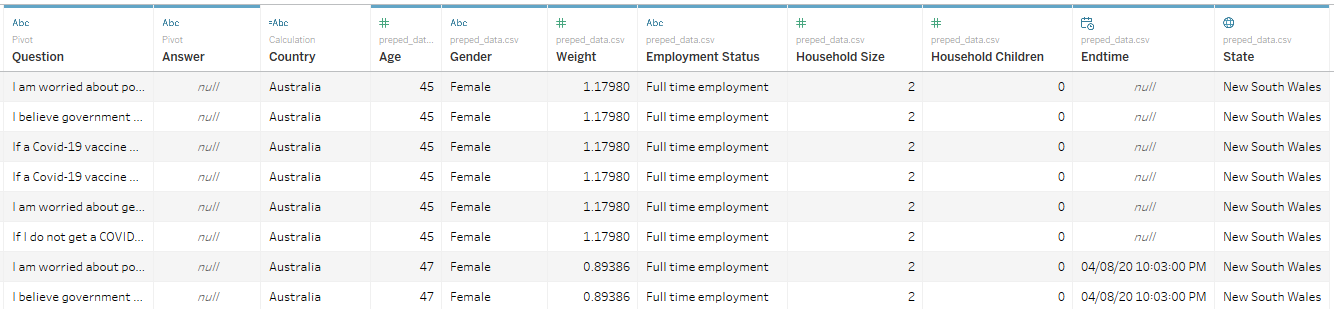 Abc Abc =Abc # Abc # Abc # #
Pivot Pivot Calculation preped_dat... preped_data.csv preped_data.csv preped_data.csv preped_data.csv preped_data.csv preped_data.csv preped_data.csv
Question Answer Country Age Gender Weight Employment Status Household Size Household Children Endtime State
I am worried about po... null Australia 45 Female 1.17980 Full time employment 2 0 null New South Wales
I believe government ... null Australia 45 Female 1.17980 Full time employment 2 0 null New South Wales
If a Covid-19 vaccine ... null Australia 45 Female 1.17980 Full time employment 2 0 null New South Wales
If a Covid-19 vaccine ... null Australia 45 Female 1.17980 Full time employment 2 0 null New South Wales
I am worried about ge... null Australia 45 Female 1.17980 Full time employment 2 0 null New South Wales
If I do not get a COVID... null Australia 45 Female 1.17980 Full time employment 2 0 null New South Wales
I am worried about po... null Australia 47 Female 0.89386 Full time employment 2 0 04/08/20 10:03:00 PM New South Wales
I believe government ... null Australia 47 Female 0.89386 Full time employment 2 0 04/08/20 10:03:00 PM New South Wales